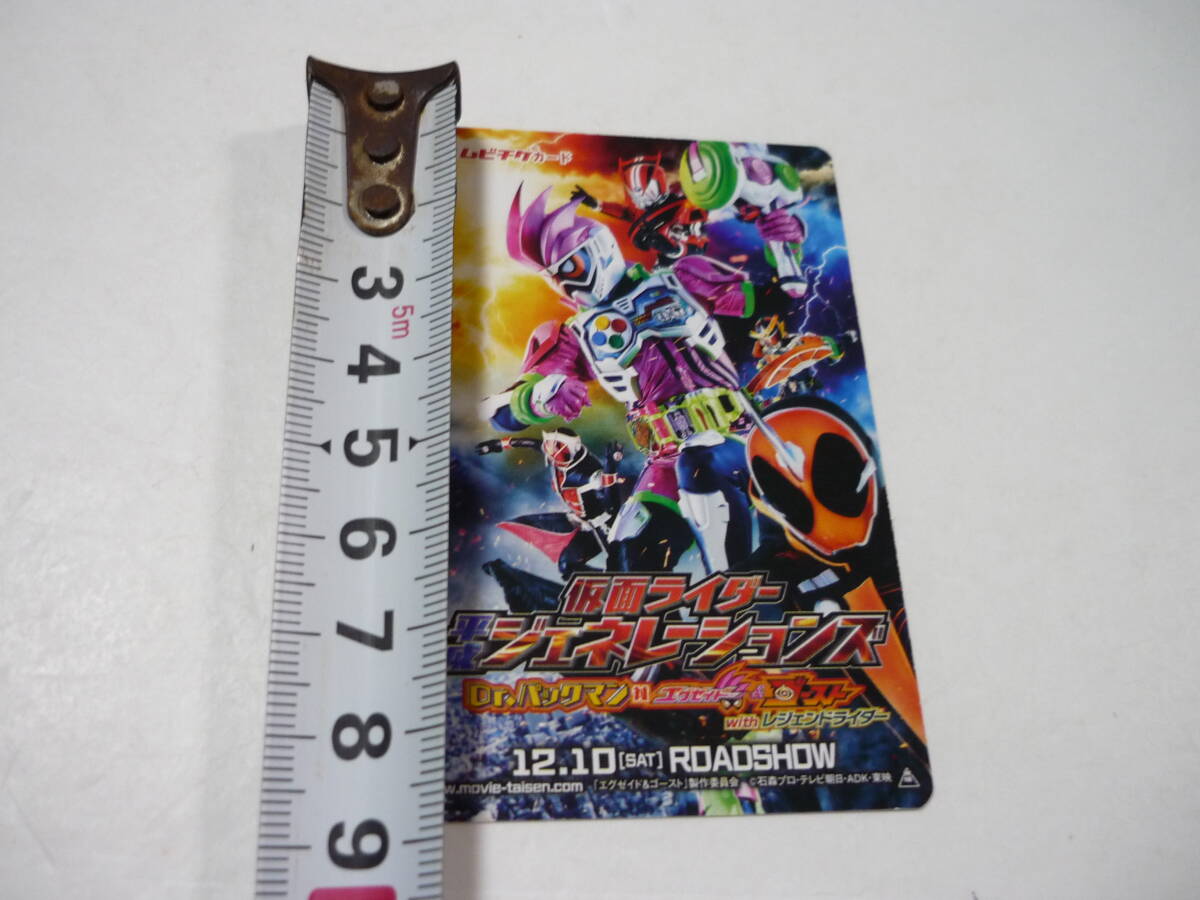 ムビチケカード
3
5m
4
5
6
7
8
9
仮面ライダー
平成ジェネレーションズ
Dr.パックマン対エグゼイド&ゴースト
withレジェンドライダー
12.10[SAT] ROADSHOW
w.movie-taisen.com 「エグゼイド&ゴースト」製作委員会 ©石森プロ・テレビ朝日・ADK・東映